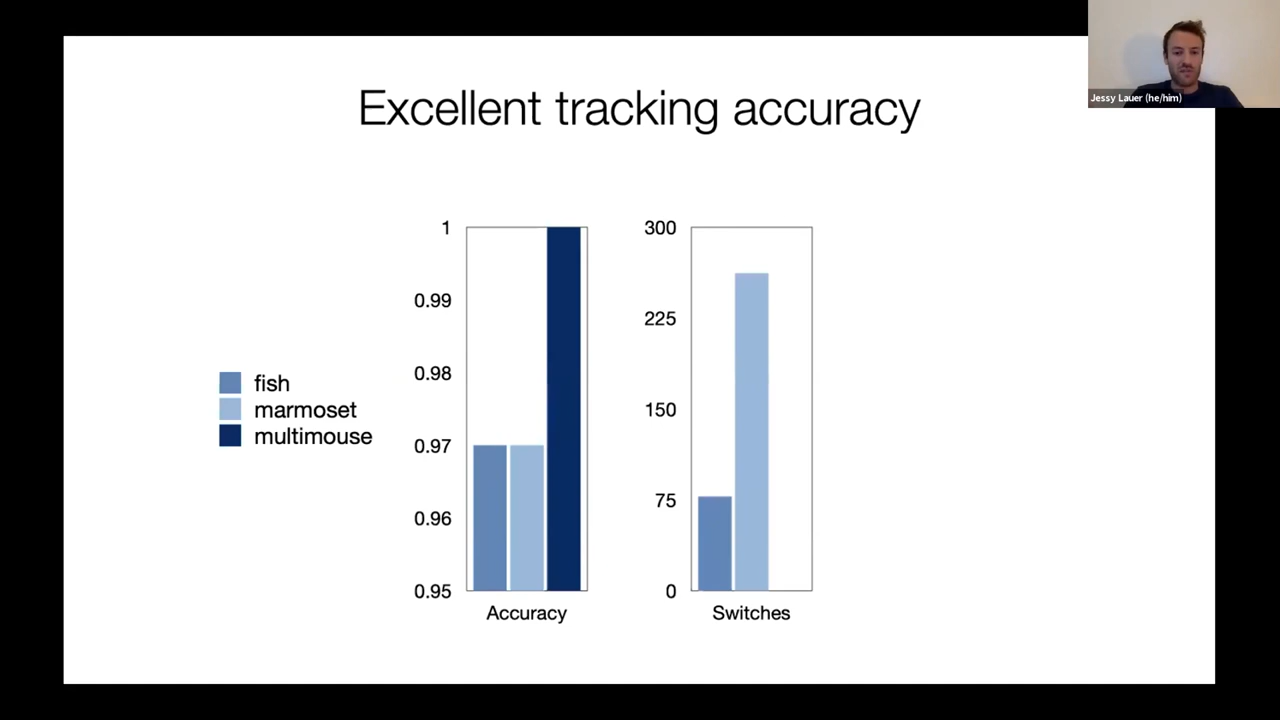 Jessy Lauer (he/him)
Excellent tracking accuracy
fish
marmoset
multimouse
1
0.99
0.98
0.97
0.96
0.95
Accuracy
300
225
150
75
0
Switches